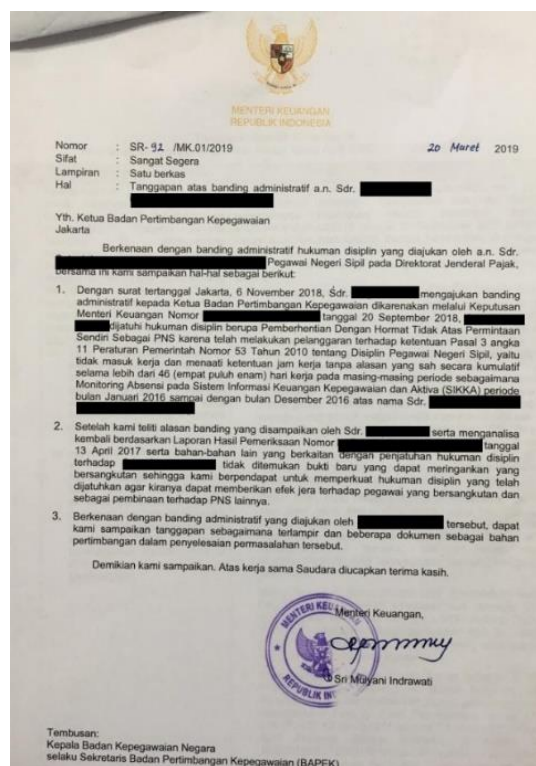 MENTERI KEUANGAN
REPUBLIK INDONESIA
Nomor : SR-92 /MK.01/2019 20 Maret 2019
Sifat : Sangat Segera
Lampiran : Satu berkas
Hal : Tanggapan atas banding administratif a.n. Sdr.
Yth. Ketua Badan Pertimbangan Kepegawaian
Jakarta
Berkenaan dengan banding administratif hukuman disiplin yang diajukan oleh a.n. Sdr.
Pegawai Negeri Sipil pada Direktorat Jenderal Pajak,
bersama ini kami sampaikan hal-hal sebagai berikut:
1. Dengan surat tertanggal Jakarta, 6 November 2018, Sdr. mengajukan banding
administratif kepada Ketua Badan Pertimbangan Kepegawaian dikarenakan melalui Keputusan
Menteri Keuangan Nomor tanggal 20 September 2018,
dijatuhi hukuman disiplin berupa Pemberhentian Dengan Hormat Tidak Atas Permintaan
Sendiri Sebagai PNS karena telah melakukan pelanggaran terhadap ketentuan Pasal 3 angka
11 Peraturan Pemerintah Nomor 53 Tahun 2010 tentang Disiplin Pegawai Negeri Sipil, yaitu
tidak masuk kerja dan menaati ketentuan jam kerja tanpa alasan yang sah secara kumulatif
selama lebih dari 46 (empat puluh enam) hari kerja pada masing-masing periode sebagaimana
Monitoring Absensi pada Sistem Informasi Keuangan Kepegawaian dan Aktiva (SIKKA) periode
bulan Januari 2016 sampai dengan bulan Desember 2016 atas nama Sdr.
2. Setelah kami teliti alasan banding yang disampaikan oleh Sdr. serta menganalisa
kembali berdasarkan Laporan Hasil Pemeriksaan Nomor tanggal
13 April 2017 serta bahan-bahan lain yang berkaitan dengan penjatuhan hukuman disiplin
terhadap tidak ditemukan bukti baru yang dapat meringankan yang
bersangkutan sehingga kami berpendapat untuk memperkuat hukuman disiplin yang telah
dijatuhkan agar kiranya dapat memberikan efek jera terhadap pegawai yang bersangkutan dan
sebagai pembinaan terhadap PNS lainnya.
3. Berkenaan dengan banding administratif yang diajukan oleh tersebut, dapat
kami sampaikan tanggapan sebagaimana terlampir dan beberapa dokumen sebagai bahan
pertimbangan dalam penyelesaian permasalahan tersebut.
Demikian kami sampaikan. Atas kerja sama Saudara diucapkan terima kasih.
Menteri Keuangan,
MENTERI KEU
REPUBLIK IN
Sri Mulyani Indrawati
Tembusan:
Kepala Badan Kepegawaian Negara
selaku Sekretaris Badan Pertimbangan Kepegawaian (BAPEK)